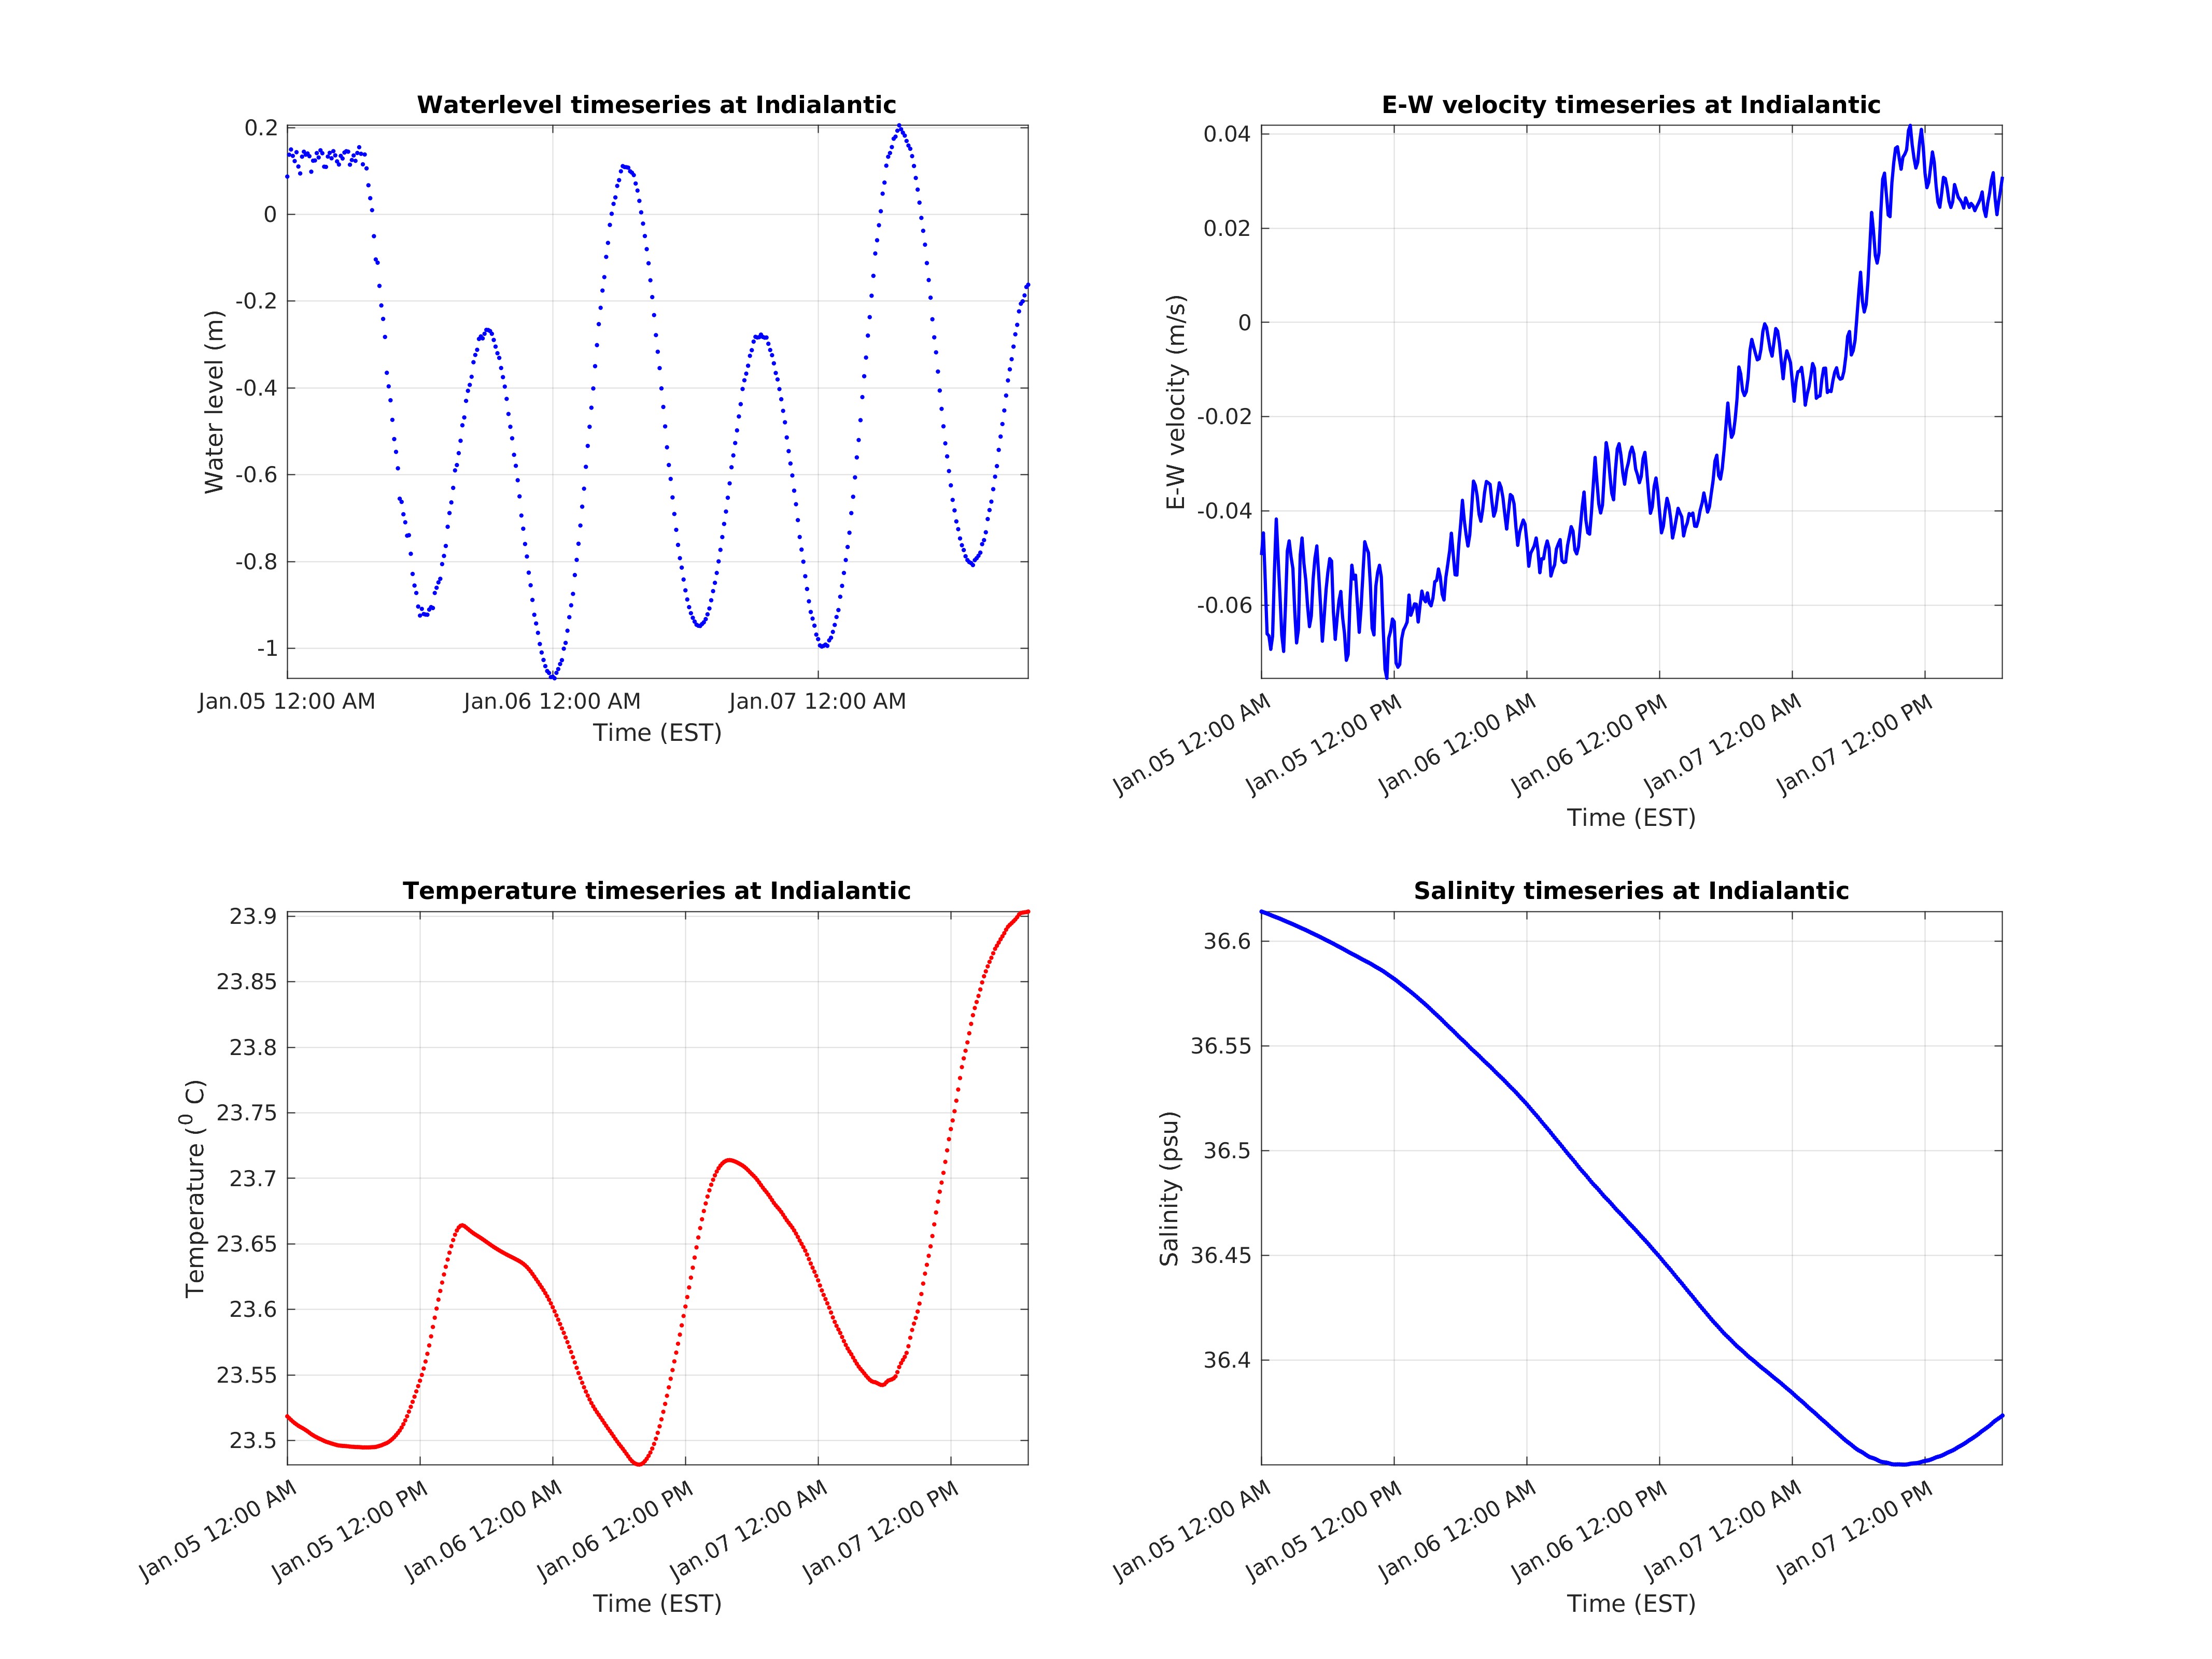 Waterlevel timeseries at Indialantic
0.2
0
-0.2
-0.4
-0.6
-0.8
-1
Water level (m)
Jan.05 12:00 AM
Jan.06 12:00 AM
Jan.07 12:00 AM
Time (EST)
E-W velocity timeseries at Indialantic
0.04
0.02
0
-0.02
-0.04
-0.06
E-W velocity (m/s)
Jan.05 12:00 AM
Jan.05 12:00 PM
Jan.06 12:00 AM
Jan.06 12:00 PM
Jan.07 12:00 AM
Jan.07 12:00 PM
Time (EST)
Temperature timeseries at Indialantic
23.9
23.85
23.8
23.75
23.7
23.65
23.6
23.55
23.5
Temperature (⁰ C)
Jan.05 12:00 AM
Jan.05 12:00 PM
Jan.06 12:00 AM
Jan.06 12:00 PM
Jan.07 12:00 AM
Jan.07 12:00 PM
Time (EST)
Salinity timeseries at Indialantic
36.6
36.55
36.5
36.45
36.4
Salinity (psu)
Jan.05 12:00 AM
Jan.05 12:00 PM
Jan.06 12:00 AM
Jan.06 12:00 PM
Jan.07 12:00 AM
Jan.07 12:00 PM
Time (EST)